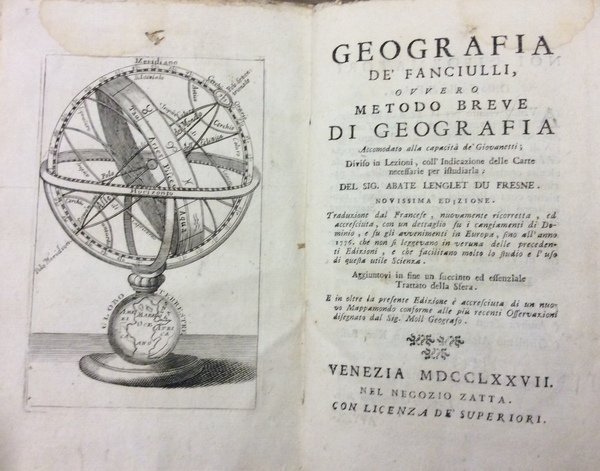 Meridiano
Zodiaco
Orizonto
Polo Meridion
GLOBO TERRESTRE
GEOGRAFIA
DE' FANCIULLI,
OVVERO
METODO BREVE
DI GEOGRAFIA
Accomodato alla capacità de' Giovanetti;
Diviso in Lezioni, coll' Indicazione delle Carte
necessarie per istudiarla:
DEL SIG. ABATE LENGLET DU FRESNE.
NOVISSIMA EDIZIONE.
Traduzione dal Francese, nuovamente ricorretta, ed
accresciuta, con un dettaglio su i cangiamenti di Do-
minio, e su gli avvenimenti in Europa, fino all' anno
1776. che non si leggevano in veruna delle preceden-
ti Edizioni, e che facilitano molto lo studio e l' uso
di questa utile Scienza.
Aggiuntovi in fine un succinto ed essenziale
Trattato della Sfera.
E in oltre la presente Edizione è accresciuta di un nuo-
vo Mappamondo conforme alle più recenti Osservazioni
disegnato dal Sig. Moll Geografo.
VENEZIA MDCCLXXVII.
NEL NEGOZIO ZATTA.
CON LICENZA DE' SUPERIORI.